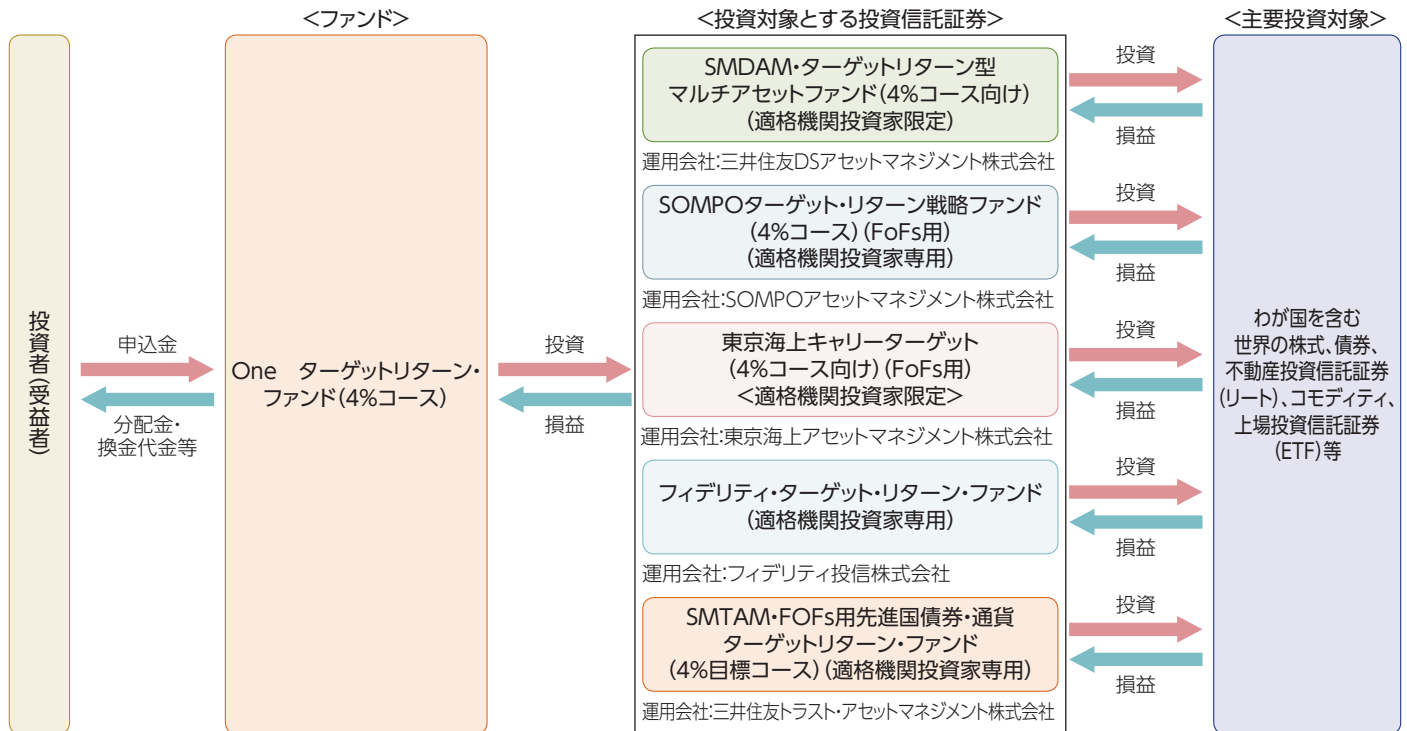 <ファンド>
<投資対象とする投資信託証券>
<主要投資対象>
投資者(受益者)
申込金
分配金・
換金代金等
One ターゲットリターン・
ファンド(4%コース)
投資
損益
SMDAM・ターゲットリターン型
マルチアセットファンド(4%コース向け)
(適格機関投資家限定)
運用会社:三井住友DSアセットマネジメント株式会社
投資
損益
SOMPOターゲット・リターン戦略ファンド
(4%コース)(FoFs用)
(適格機関投資家専用)
運用会社:SOMPOアセットマネジメント株式会社
投資
損益
東京海上キャリーターゲット
(4%コース向け)(FoFs用)
<適格機関投資家限定>
運用会社:東京海上アセットマネジメント株式会社
投資
損益
フィデリティ・ターゲット・リターン・ファンド
(適格機関投資家専用)
運用会社:フィデリティ投信株式会社
投資
損益
SMTAM・FOFs用先進国債券・通貨
ターゲットリターン・ファンド
(4%目標コース)(適格機関投資家専用)
運用会社:三井住友トラスト・アセットマネジメント株式会社
投資
損益
わが国を含む
世界の株式、債券、
不動産投資信託証券
(リート)、コモディティ、
上場投資信託証券
(ETF)等